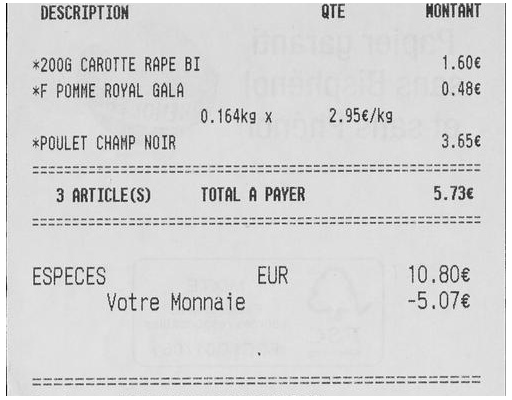 DESCRIPTION QTE MONTANT
*200G CAROTTE RAPE BI 1.60€
*F POMME ROYAL GALA 0.48€
0.164kg x 2.95€/kg
*POULET CHAMP NOIR 3.65€
3 ARTICLE(S) TOTAL A PAYER 5.73€
ESPECES EUR 10.80€
Votre Monnaie -5.07€
Papier garanti
sans Bisphénol
et sans Phénol